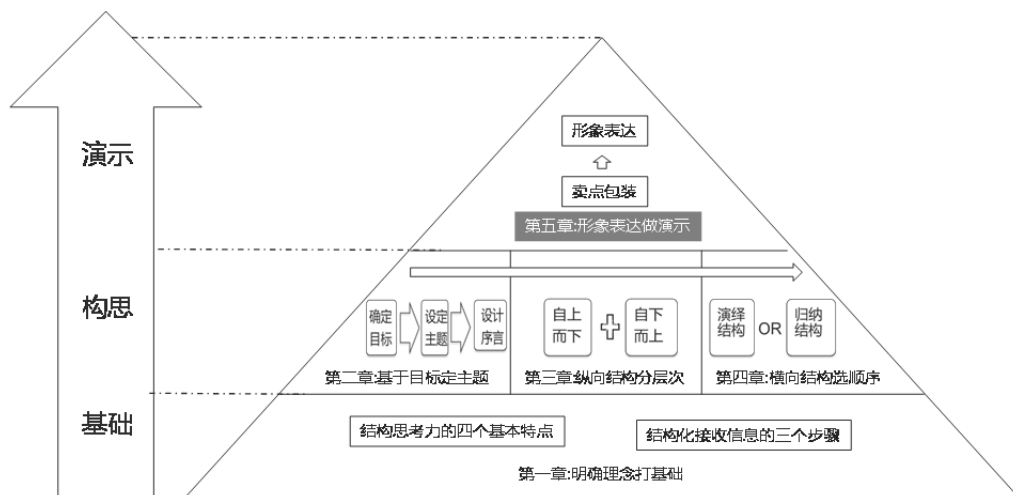 演示
形象表达
卖点包装
第五章:形象表达做演示
构思
确定
目标
设定
主题
设计
序言
第二章:基于目标定主题
自上
而下
自下
而上
第三章:纵向结构分层次
演绎
结构
OR
归纳
结构
第四章:横向结构选顺序
基础
结构思考力的四个基本特点
结构化接收信息的三个步骤
第一章:明确理念打基础